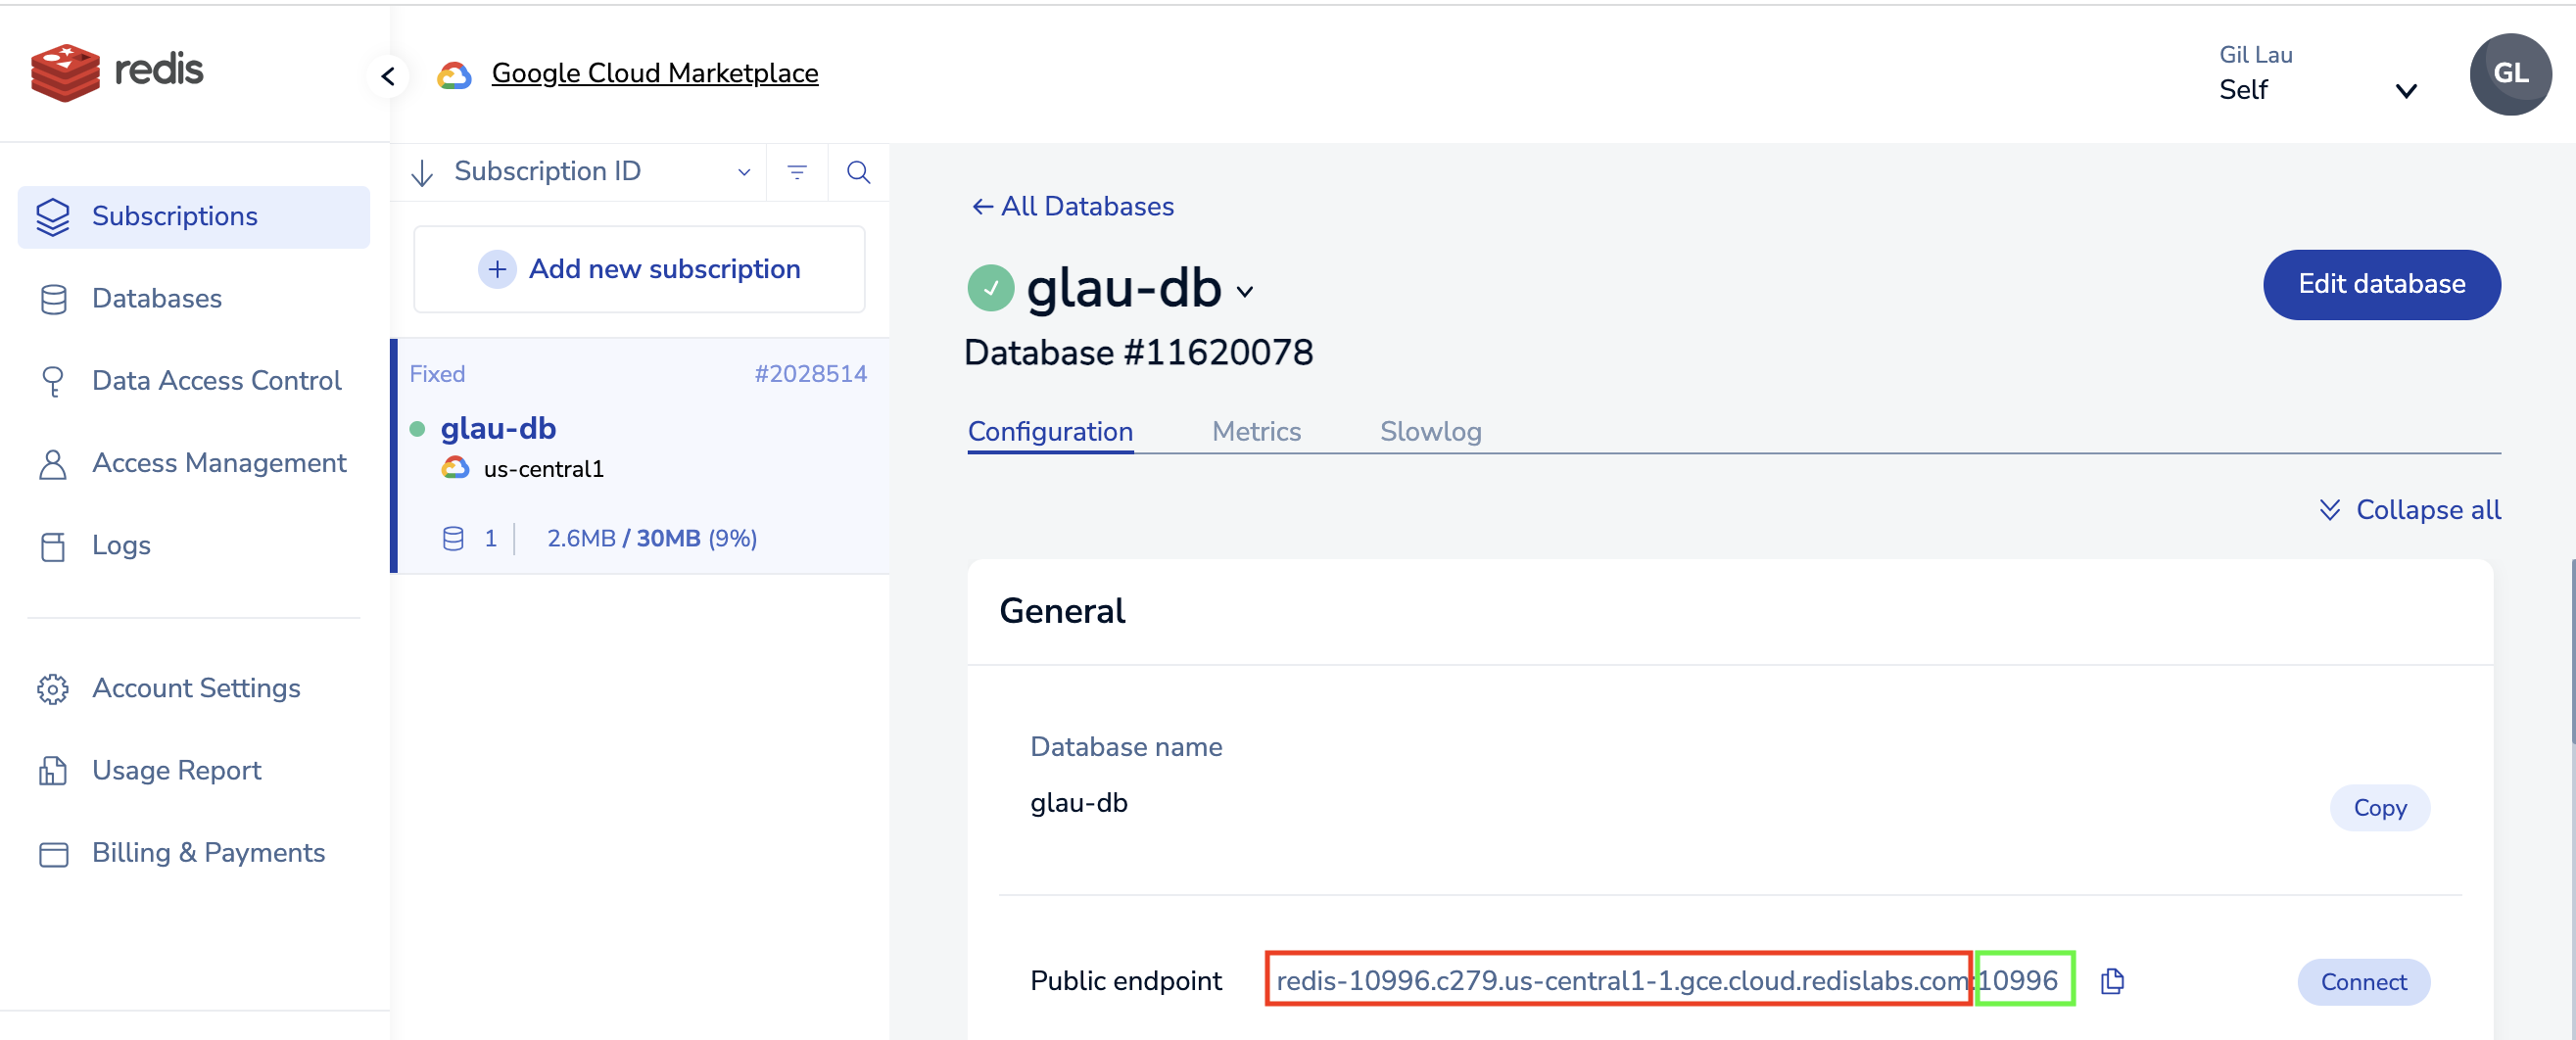 redis
Google Cloud Marketplace
Gil Lau
Self
GL
Subscriptions
Databases
Data Access Control
Access Management
Logs
Account Settings
Usage Report
Billing & Payments
Subscription ID
+ Add new subscription
Fixed #2028514
glau-db
us-central1
1 | 2.6MB / 30MB (9%)
← All Databases
glau-db
Edit database
Database #11620078
Configuration Metrics Slowlog
Collapse all
General
Database name
glau-db
Copy
Public endpoint redis-10996.c279.us-central1-1.gce.cloud.redislabs.com:10996 Connect